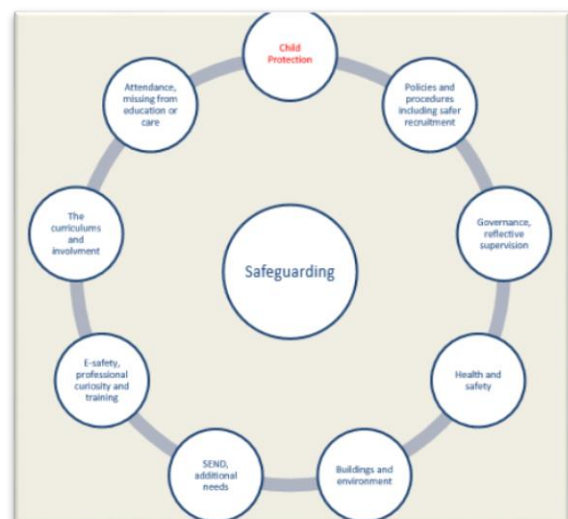 Child
Protection
Policies and
procedures
including safer
recruitment
Governance,
reflective
supervision
Health and
safety
Buildings and
environment
SEND,
additional
needs
E-safety,
professional
curiosity and
training
The
curriculums
and
involvment
Attendance,
missing from
education or
care
Safeguarding